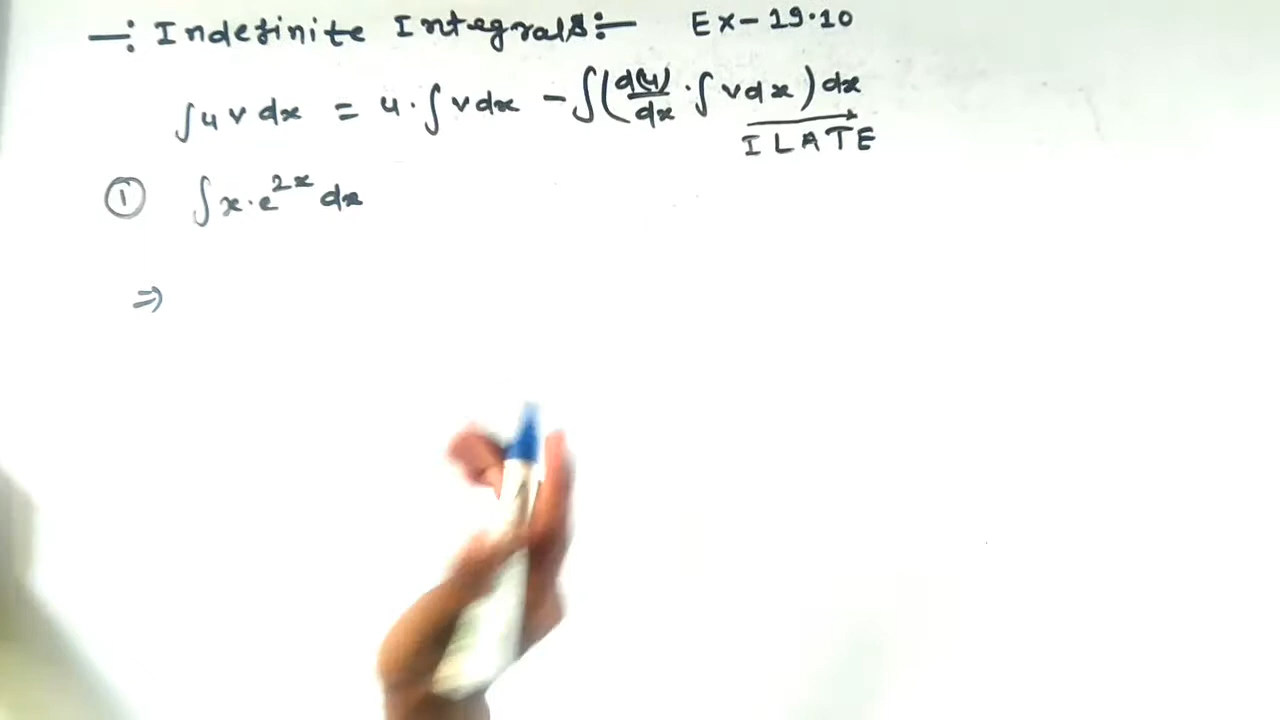 —: Indefinite Integrals:— Ex-19.10
∫u v dx = u . ∫v dx - ∫(d(u)/dx . ∫v dx) dx
ILATE
① ∫x.e^2x dx
⇒